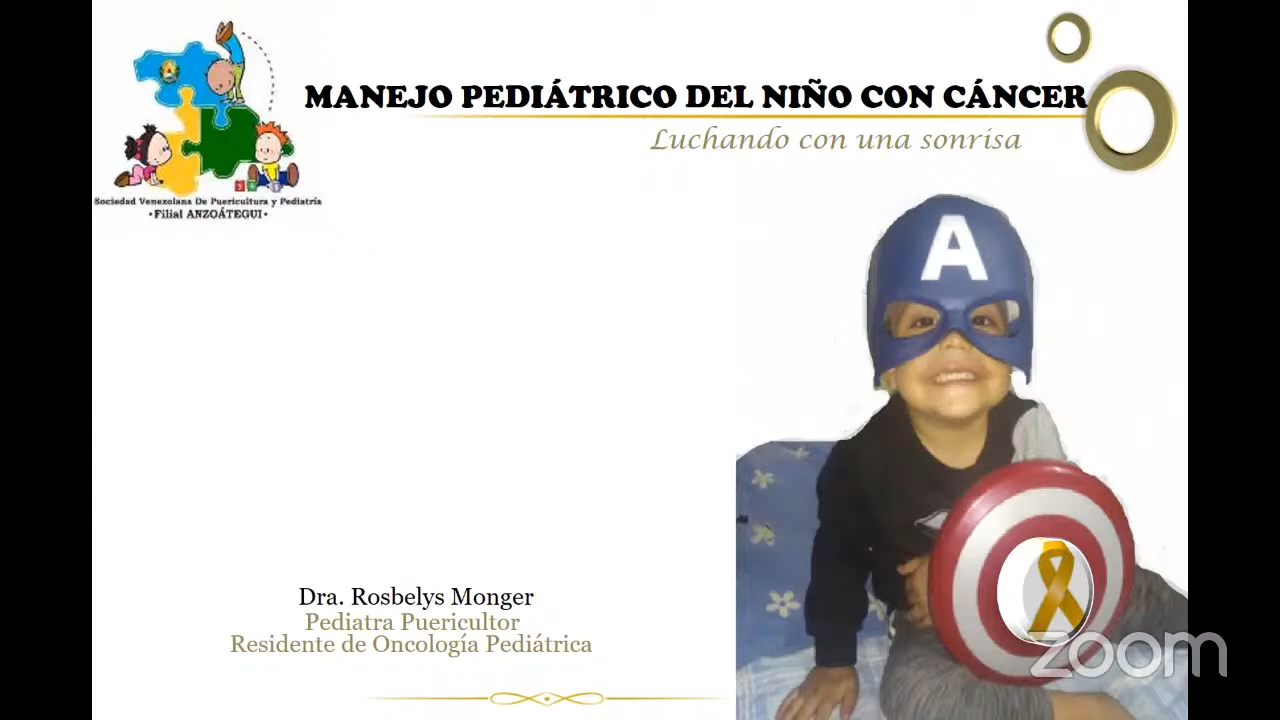 MANEJO PEDIÁTRICO DEL NIÑO CON CÁNCER
Luchando con una sonrisa
Sociedad Venezolana De Puericultura y Pediatría
·Filial ANZOÁTEGUI·
A
Dra. Rosbelys Monger
Pediatra Puericultor
Residente de Oncología Pediátrica
zoom